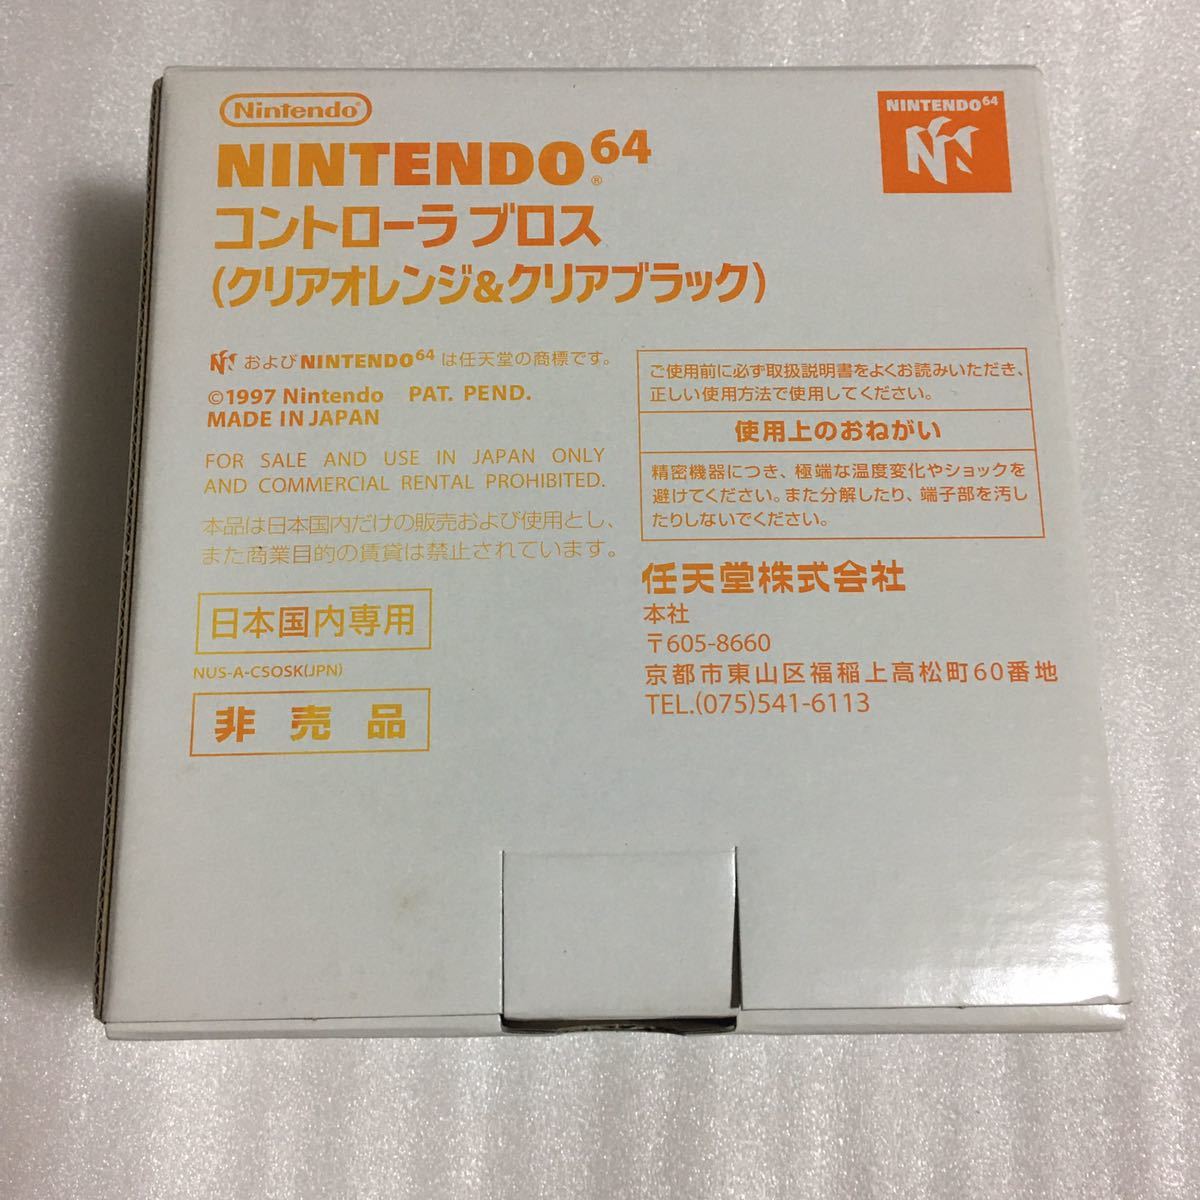 Nintendo®
NINTENDO64®
コントローラ ブロス
(クリアオレンジ&クリアブラック)
NINTENDO64
N および NINTENDO64 は任天堂の商標です。
©1997 Nintendo PAT. PEND.
MADE IN JAPAN
FOR SALE AND USE IN JAPAN ONLY
AND COMMERCIAL RENTAL PROHIBITED.
本品は日本国内だけの販売および使用とし、
また商業目的の賃貸は禁止されています。
日本国内専用
NUS-A-CSOSK(JPN)
非売品
ご使用前に必ず取扱説明書をよくお読みいただき、
正しい使用方法で使用してください。
使用上のおねがい
精密機器につき、極端な温度変化やショックを
避けてください。また分解したり、端子部を汚し
たりしないでください。
任天堂株式会社
本社
〒605-8660
京都市東山区福稲上高松町60番地
TEL.(075)541-6113